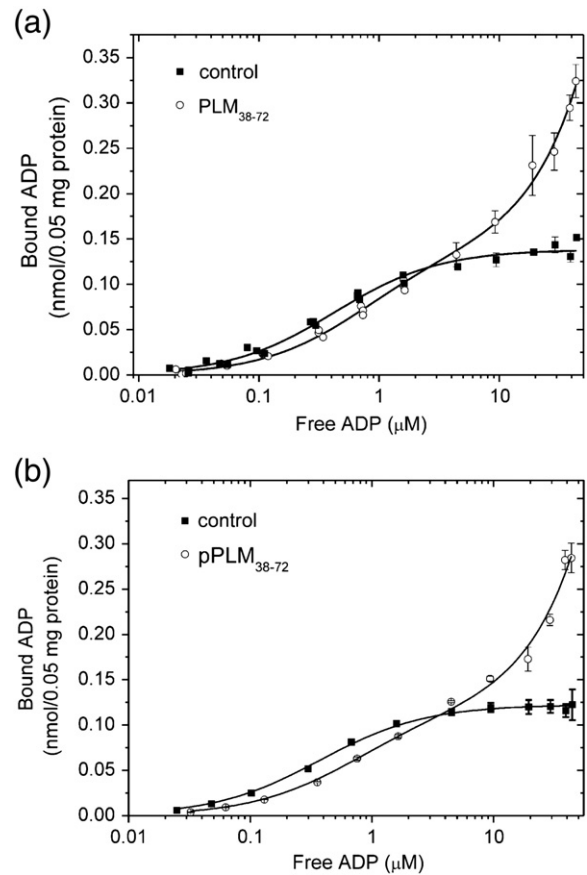 (a)
control
PLM38-72
0.35
0.30
0.25
0.20
0.15
0.10
0.05
0.00
Bound ADP
(nmol/0.05 mg protein)
0.01 0.1 1 10
Free ADP (μM)
(b)
control
pPLM38-72
0.35
0.30
0.25
0.20
0.15
0.10
0.05
0.00
Bound ADP
(nmol/0.05 mg protein)
0.01 0.1 1 10
Free ADP (μM)